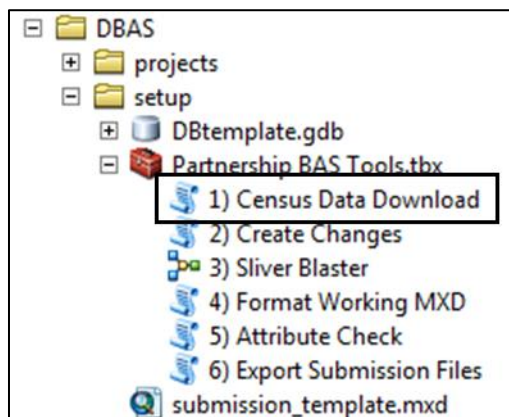 DBAS
projects
setup
DBtemplate.gdb
Partnership BAS Tools.tbx
1) Census Data Download
2) Create Changes
3) Sliver Blaster
4) Format Working MXD
5) Attribute Check
6) Export Submission Files
submission_template.mxd